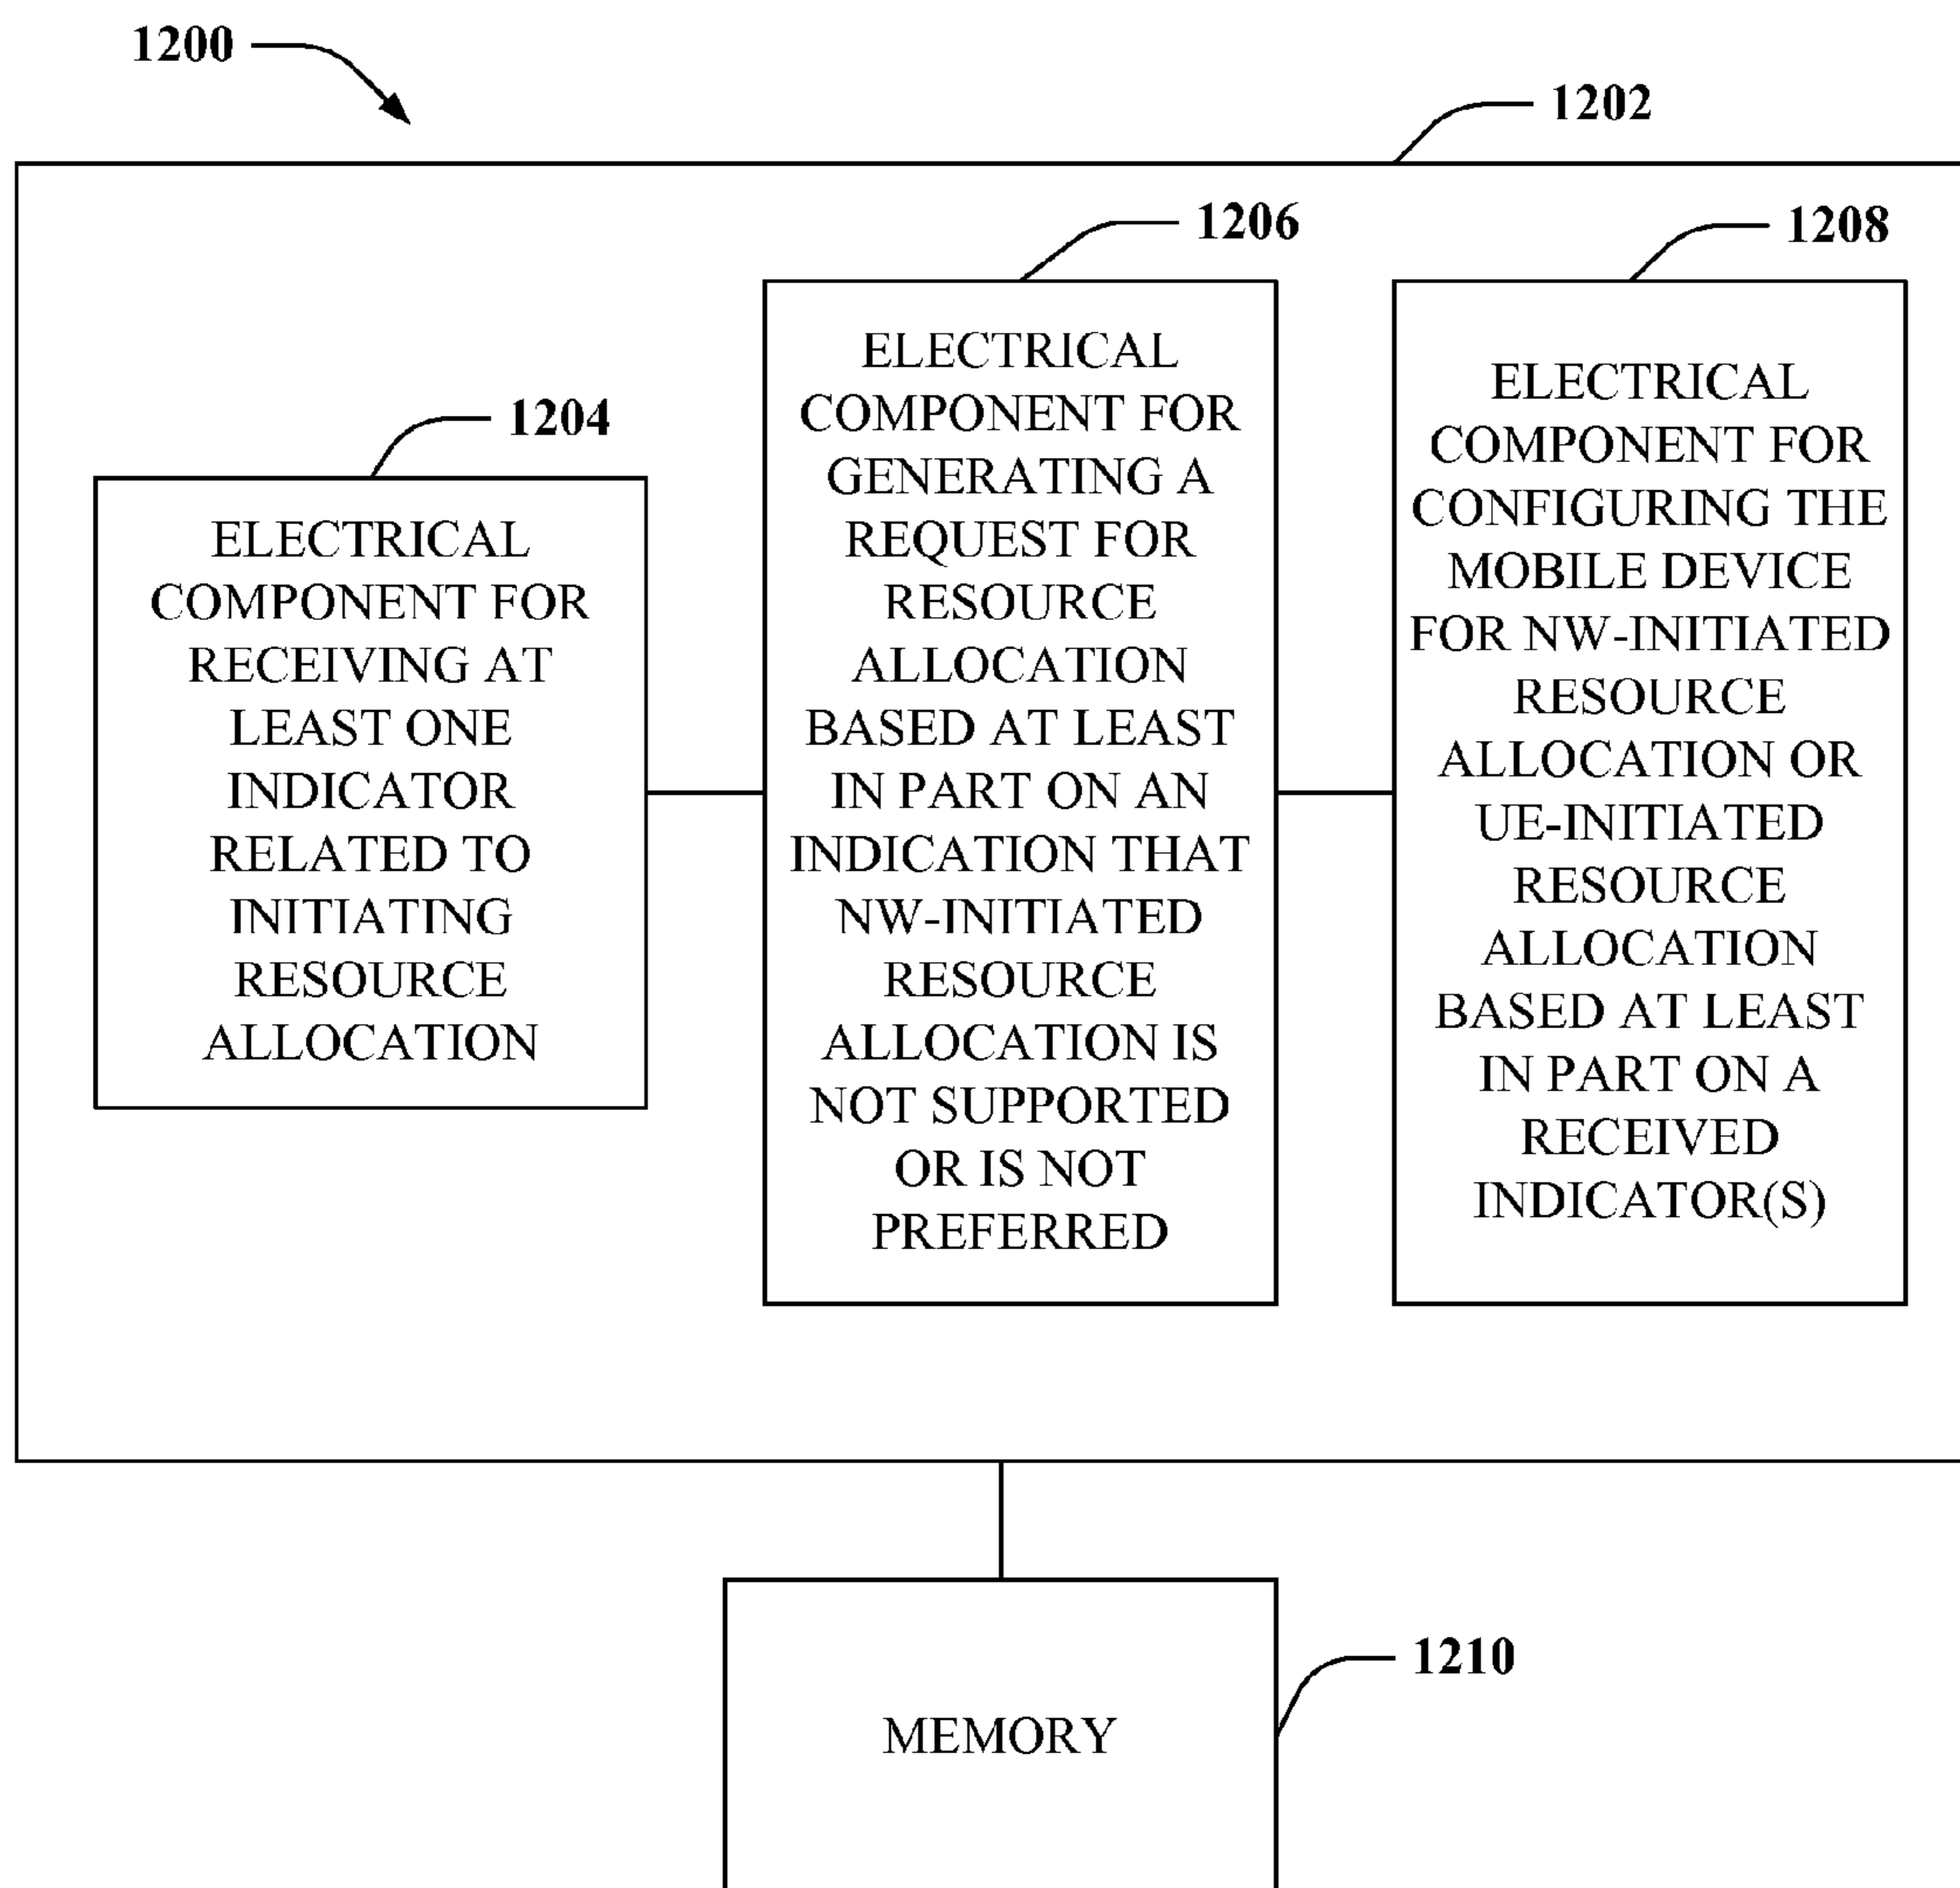 1200
1202
1206
1208
1204
ELECTRICAL
COMPONENT FOR
RECEIVING AT
LEAST ONE
INDICATOR
RELATED TO
INITIATING
RESOURCE
ALLOCATION
ELECTRICAL
COMPONENT FOR
GENERATING A
REQUEST FOR
RESOURCE
ALLOCATION
BASED AT LEAST
IN PART ON AN
INDICATION THAT
NW-INITIATED
RESOURCE
ALLOCATION IS
NOT SUPPORTED
OR IS NOT
PREFERRED
ELECTRICAL
COMPONENT FOR
CONFIGURING THE
MOBILE DEVICE
FOR NW-INITIATED
RESOURCE
ALLOCATION OR
UE-INITIATED
RESOURCE
ALLOCATION
BASED AT LEAST
IN PART ON A
RECEIVED
INDICATOR(S)
1210
MEMORY